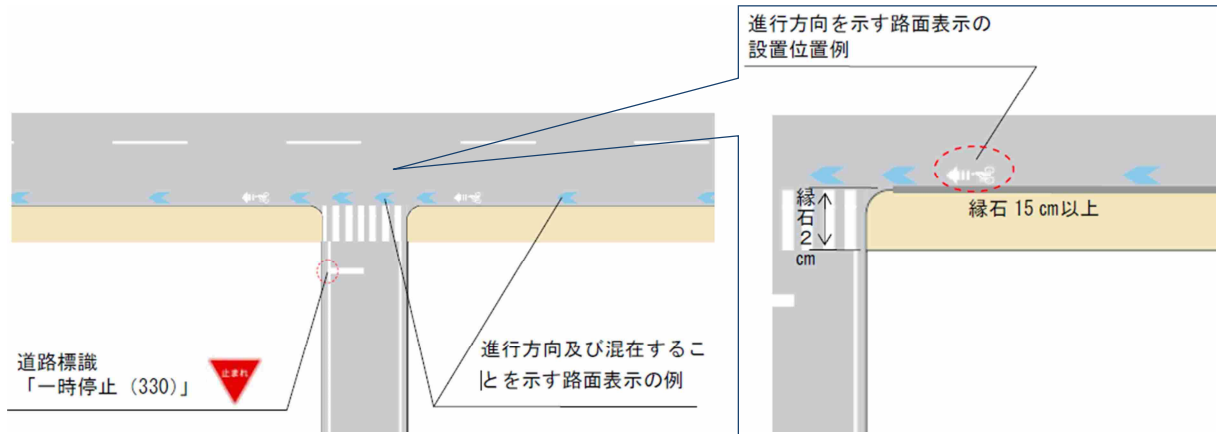 進行方向を示す路面表示の
設置位置例
縁石2cm
縁石 15 cm以上
道路標識
「一時停止（330）」
止まれ
進行方向及び混在するこ
とを示す路面表示の例